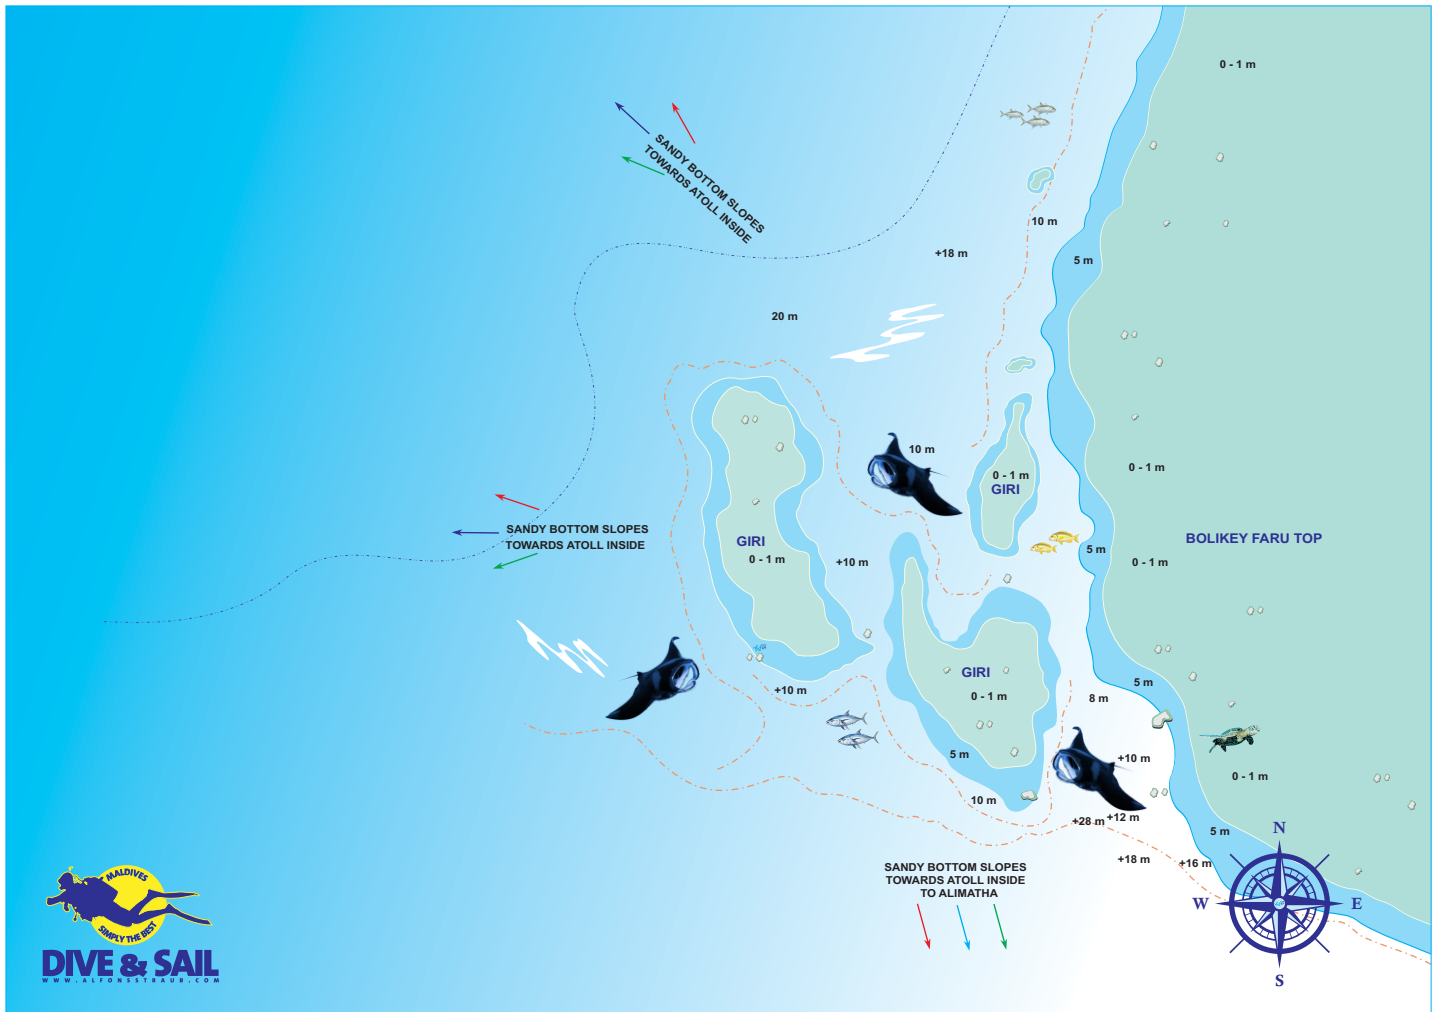 0 - 1 m
SANDY BOTTOM SLOPES
TOWARDS ATOLL INSIDE
10 m
+18 m
5 m
20 m
10 m
0 - 1 m
GIRI
0 - 1 m
SANDY BOTTOM SLOPES
TOWARDS ATOLL INSIDE
GIRI
0 - 1 m
+10 m
5 m
BOLIKEY FARU TOP
0 - 1 m
GIRI
0 - 1 m
+10 m
5 m
8 m
5 m
+10 m
0 - 1 m
10 m
+28 m
+12 m
5 m
+18 m
+16 m
SANDY BOTTOM SLOPES
TOWARDS ATOLL INSIDE
TO ALIMATHA
N
W
E
S
MALDIVES
SIMPLY THE BEST
DIVE & SAIL
WWW.ALFONSSTRAUB.COM